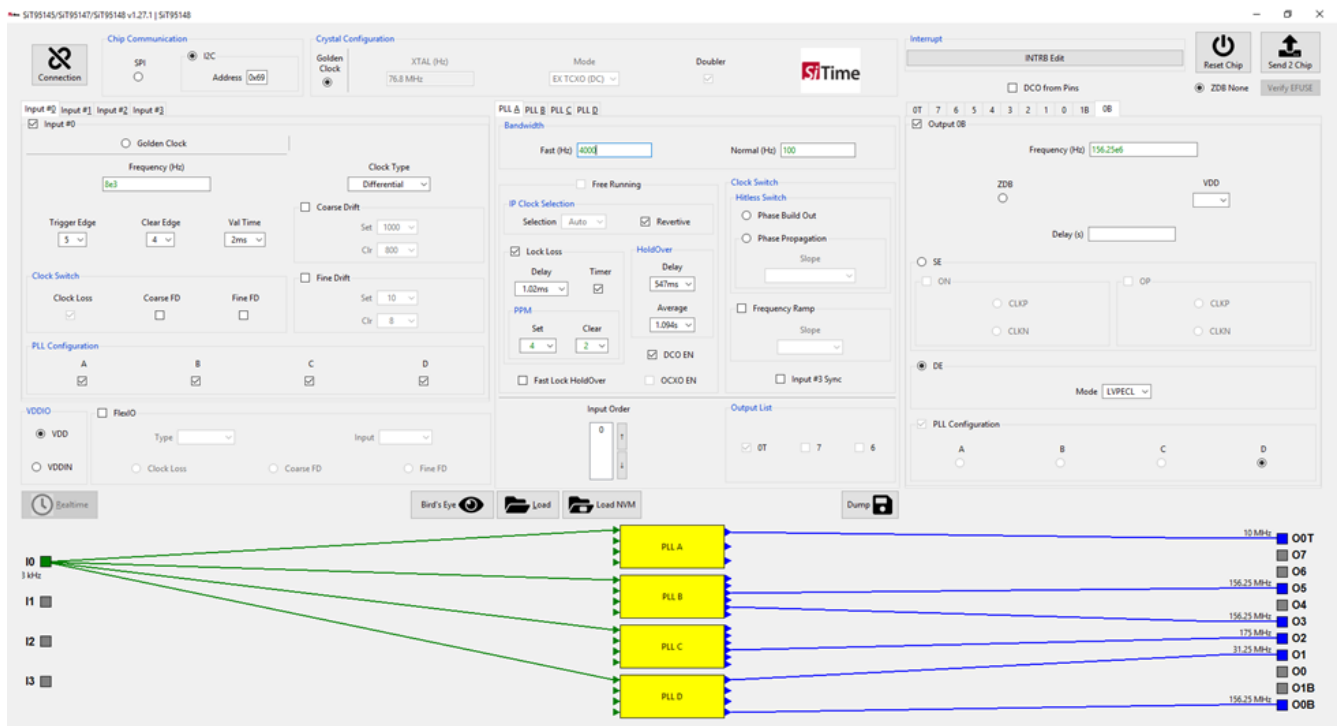 SiT95145/SiT95147/SiT95148 v1.27.1 | SiT95148
Connection
Chip Communication
SPI
I2C
Address 0x69
Crystal Configuration
Golden Clock
XTAL (Hz)
76.8 MHz
Mode
EX TCXO (DC)
Doubler
SiTime
Interrupt
INTRB Edit
DCO from Pins
ZDB None
Reset Chip
Send 2 Chip
Verify EFUSE
Input #0 Input #1 Input #2 Input #3
Input #0
Golden Clock
Frequency (Hz)
8e3
Clock Type
Differential
Trigger Edge
5
Clear Edge
4
Val Time
2ms
Coarse Drift
Set 1000
Clr 800
Clock Switch
Clock Loss
Coarse FD
Fine FD
Fine Drift
Set 10
Clr 8
PLL Configuration
A B C D
VDDIO
VDD
VDDIN
FlexIO
Type
Input
Clock Loss
Coarse FD
Fine FD
PLL A PLL B PLL C PLL D
Bandwidth
Fast (Hz) 4000
Normal (Hz) 100
Free Running
IP Clock Selection
Selection Auto
Revertive
Lock Loss
Delay
1.02ms
Timer
PPM
Set
4
Clear
2
Fast Lock HoldOver
HoldOver
Delay
547ms
Average
1.094s
DCO EN
OCXO EN
Clock Switch
Hitless Switch
Phase Build Out
Phase Propagation
Slope
Frequency Ramp
Slope
Input #3 Sync
Input Order
0
Output List
0T 7 6
0T 7 6 5 4 3 2 1 0 1B 0B
Output 0B
Frequency (Hz) 156.25e6
ZDB
VDD
Delay (s)
SE
ON
CLKP
CLKN
OP
CLKP
CLKN
DE
Mode LVPECL
PLL Configuration
A B C D
Realtime
Bird's Eye
Load
Load NVM
Dump
I0
I1
I2
I3
PLL A
PLL B
PLL C
PLL D
10 MHz O0T
O7
O6
156.25 MHz O5
O4
156.25 MHz O3
175 MHz O2
31.25 MHz O1
O0
O1B
156.25 MHz O0B